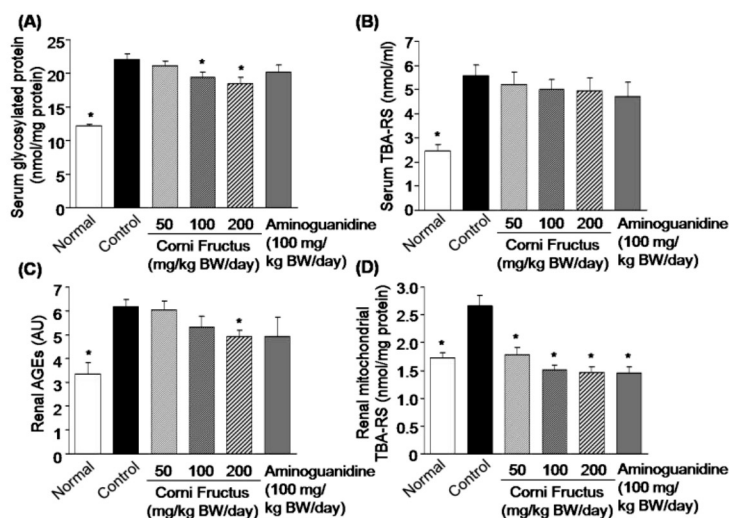 (A)
Serum glycosylated protein
(nmol/mg protein)
25
20
15
10
5
0
*
*
*
Normal
Control
50 100 200
Corni Fructus
(mg/kg BW/day)
Aminoguanidine
(100 mg/
kg BW/day)
(B)
Serum TBA-RS (nmol/ml)
7
6
5
4
3
2
1
0
*
Normal
Control
50 100 200
Corni Fructus
(mg/kg BW/day)
Aminoguanidine
(100 mg/
kg BW/day)
(C)
Renal AGEs (AU)
7
6
5
4
3
2
1
0
*
*
Normal
Control
50 100 200
Corni Fructus
(mg/kg BW/day)
Aminoguanidine
(100 mg/
kg BW/day)
(D)
Renal mitochondrial
TBA-RS (nmol/mg protein)
3.0
2.5
2.0
1.5
1.0
0.5
0
*
*
*
*
*
Normal
Control
50 100 200
Corni Fructus
(mg/kg BW/day)
Aminoguanidine
(100 mg/
kg BW/day)